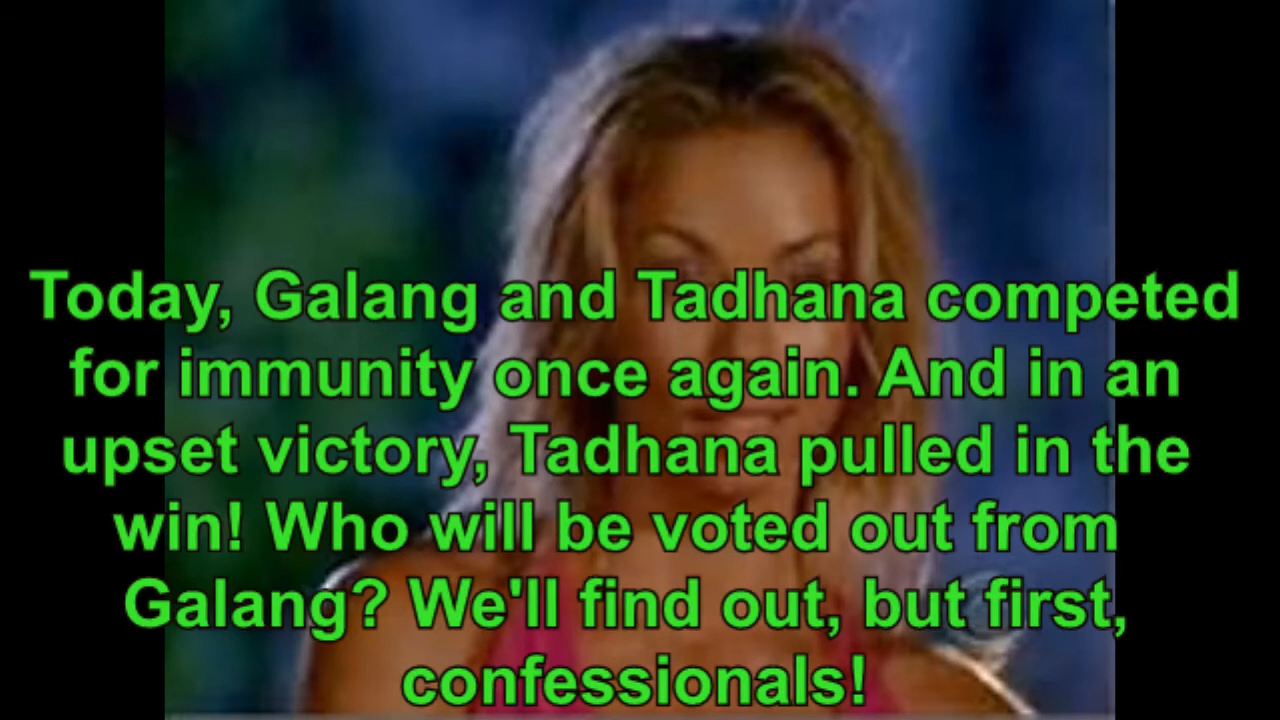 Today, Galang and Tadhana competed
for immunity once again. And in an
upset victory, Tadhana pulled in the
win! Who will be voted out from
Galang? We'll find out, but first,
confessionals!